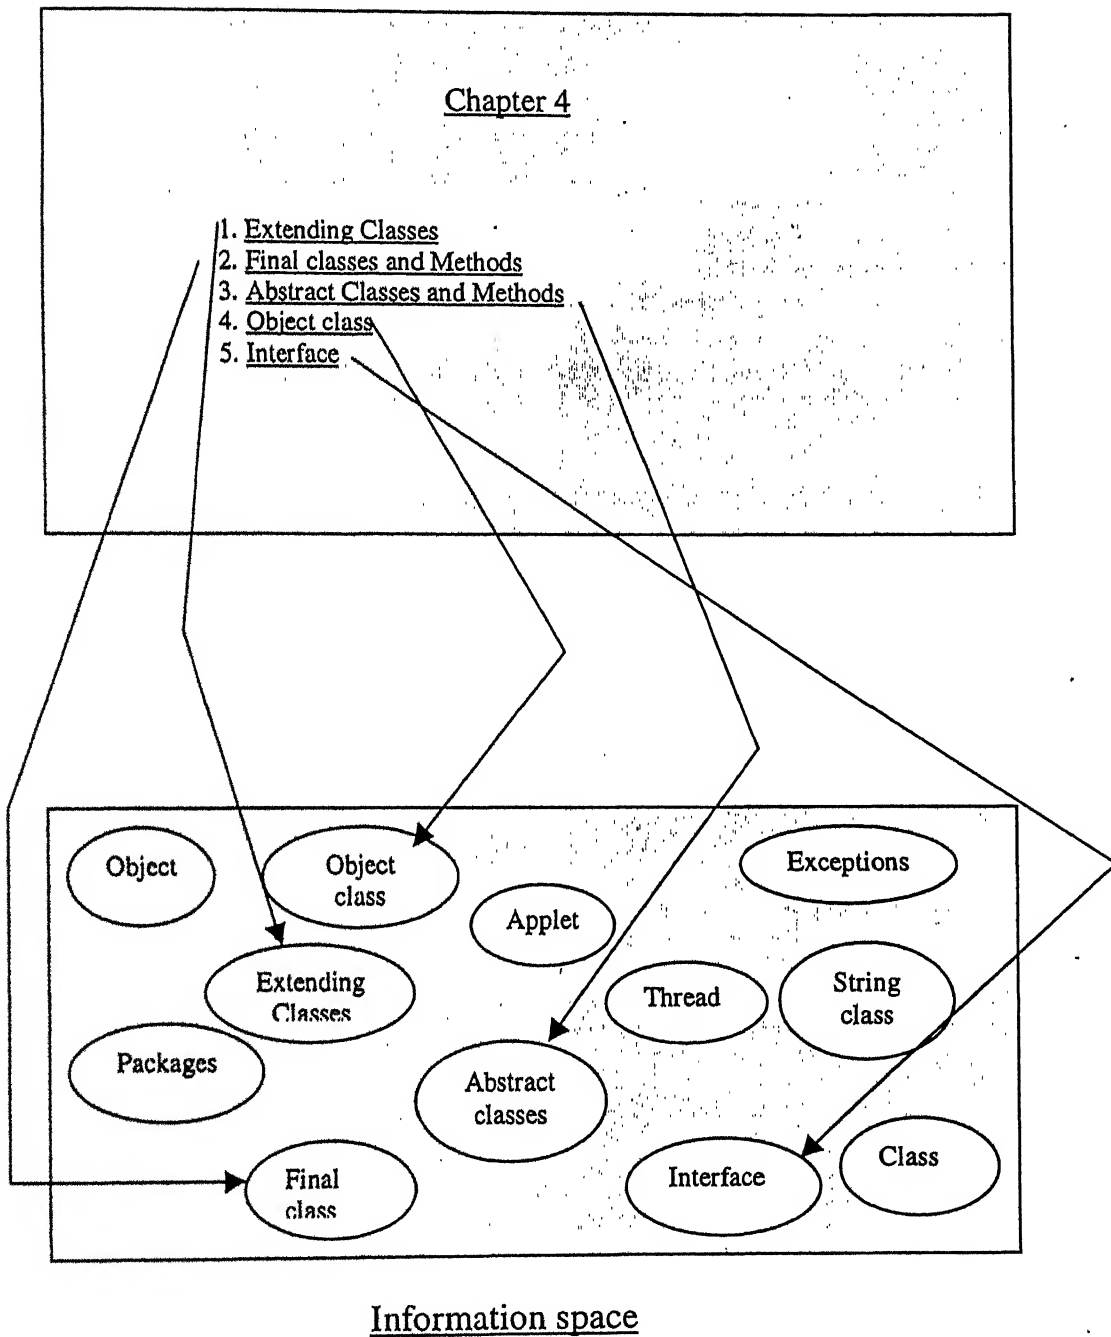 Chapter 4
1. Extending Classes
2. Final classes and Methods
3. Abstract Classes and Methods
4. Object class
5. Interface
Object
Object
class
Exceptions
Applet
Extending
Classes
Thread
String
class
Packages
Abstract
classes
Final
class
Interface
Class
Information space